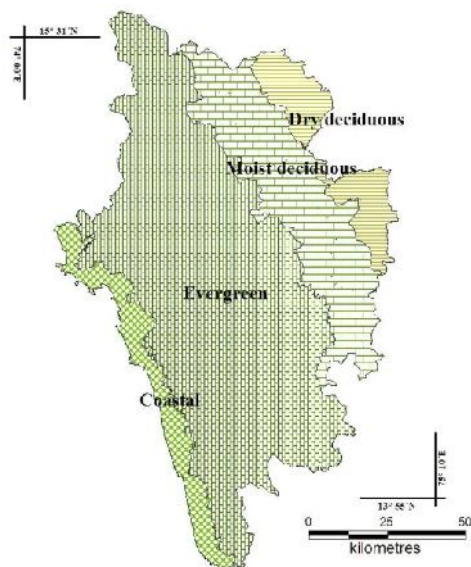 15° 31' N
74° 00' E
Dry deciduous
Moist deciduous
Evergreen
Coastal
75° 10' E
13° 55' N
0 25 50
kilometres